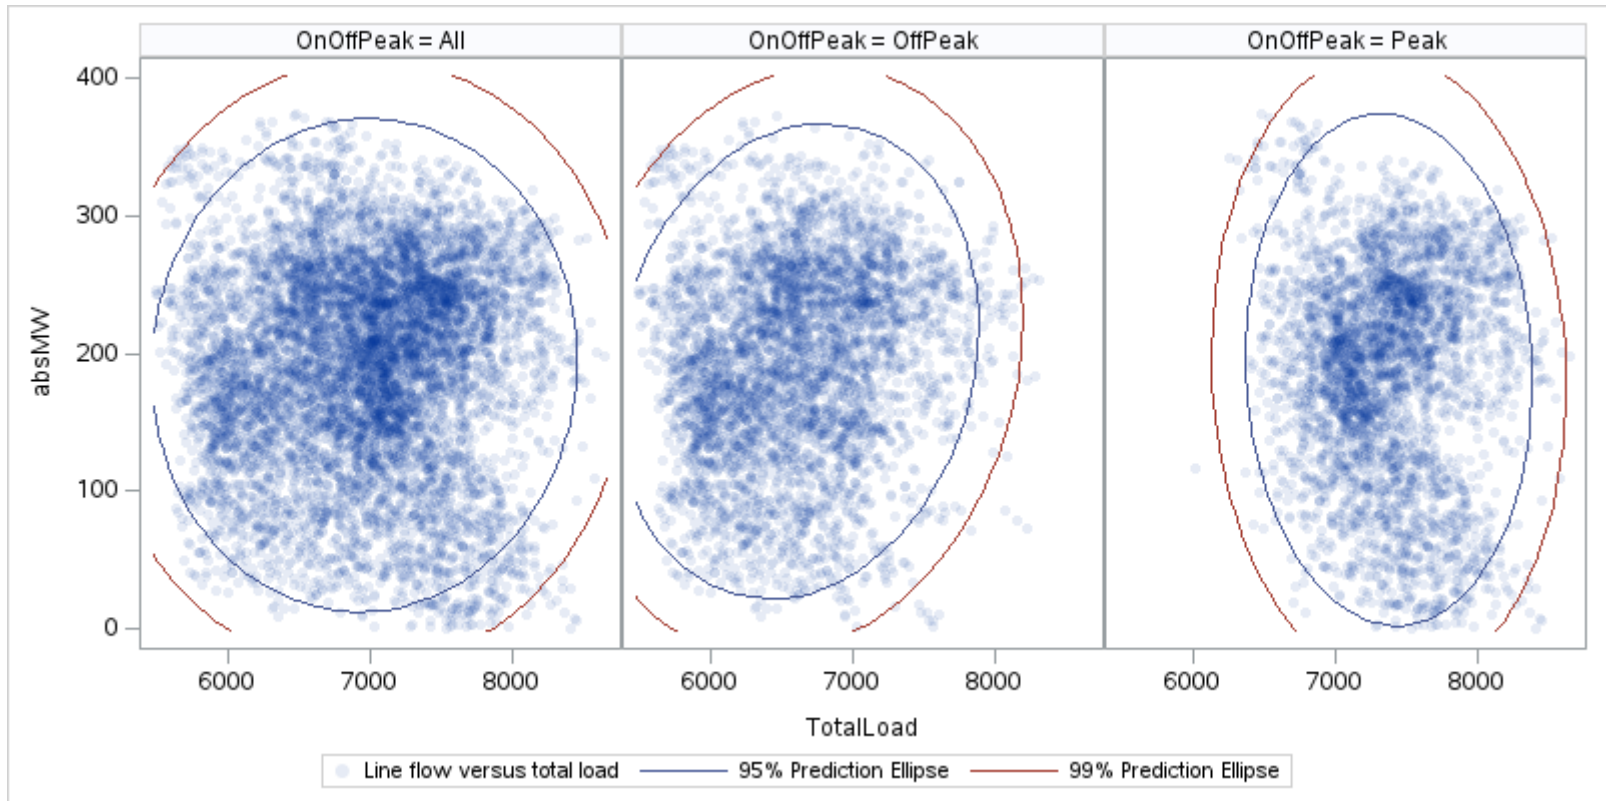 OnOffPeak = All
OnOffPeak = OffPeak
OnOffPeak = Peak
400
300
200
100
0
absMW
6000
7000
8000
6000
7000
8000
6000
7000
8000
TotalLoad
Line flow versus total load
95% Prediction Ellipse
99% Prediction Ellipse